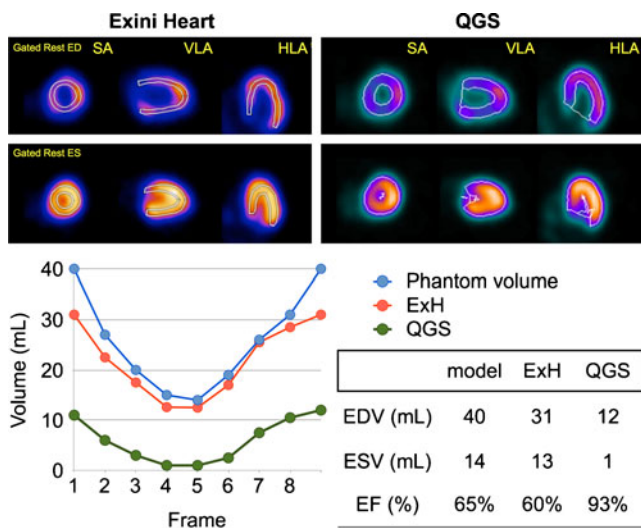 Exini Heart
QGS
Gated Rest ED SA VLA HLA
SA VLA HLA
Gated Rest ES
40
30
20
10
0
Volume (mL)
1 2 3 4 5 6 7 8
Frame
Phantom volume
ExH
QGS
model ExH QGS
EDV (mL) 40 31 12
ESV (mL) 14 13 1
EF (%) 65% 60% 93%